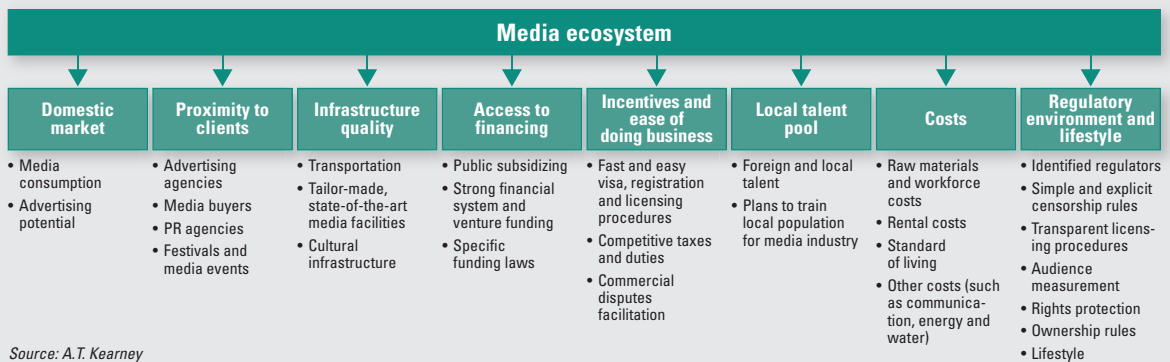 Media ecosystem
Domestic
market
• Media
consumption
• Advertising
potential
Proximity to
clients
• Advertising
agencies
• Media buyers
• PR agencies
• Festivals and
media events
Infrastructure
quality
• Transportation
• Tailor-made,
state-of-the-art
media facilities
• Cultural
infrastructure
Access to
financing
• Public subsidizing
• Strong financial
system and
venture funding
• Specific
funding laws
Incentives and
ease of
doing business
• Fast and easy
visa, registration
and licensing
procedures
• Competitive taxes
and duties
• Commercial
disputes
facilitation
Local talent
pool
• Foreign and local
talent
• Plans to train
local population
for media industry
Costs
• Raw materials
and workforce
costs
• Rental costs
• Standard
of living
• Other costs (such
as communica-
tion, energy and
water)
Regulatory
environment and
lifestyle
• Identified regulators
• Simple and explicit
censorship rules
• Transparent licens-
ing procedures
• Audience
measurement
• Rights protection
• Ownership rules
• Lifestyle
Source: A.T. Kearney